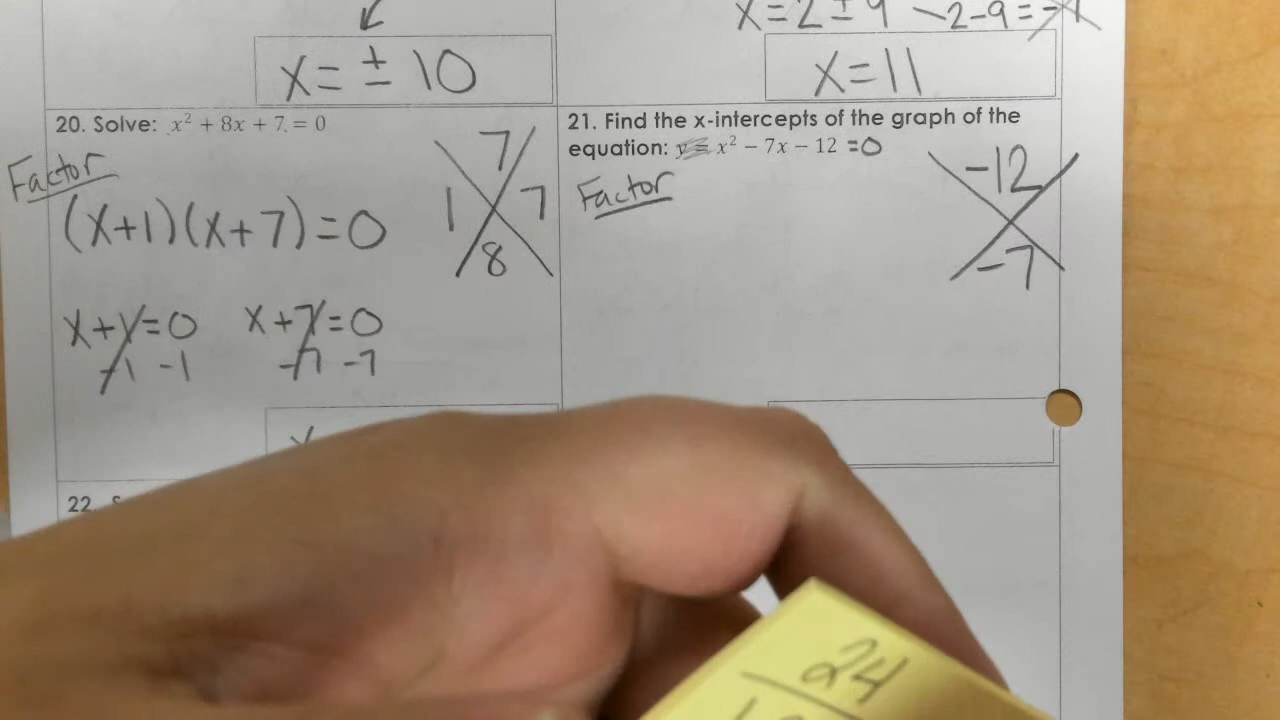 x = 2 ± 9 -2-9=
x = ± 10
x = 11
20. Solve: x² + 8x + 7 = 0
Factor
7
1 7
8
(x+1)(x+7)=0
x+1=0 x+7=0
-1 -1 -7 -7
x
21. Find the x-intercepts of the graph of the
equation: y = x² − 7x − 12 =0
Factor
-12
-7
22.
24